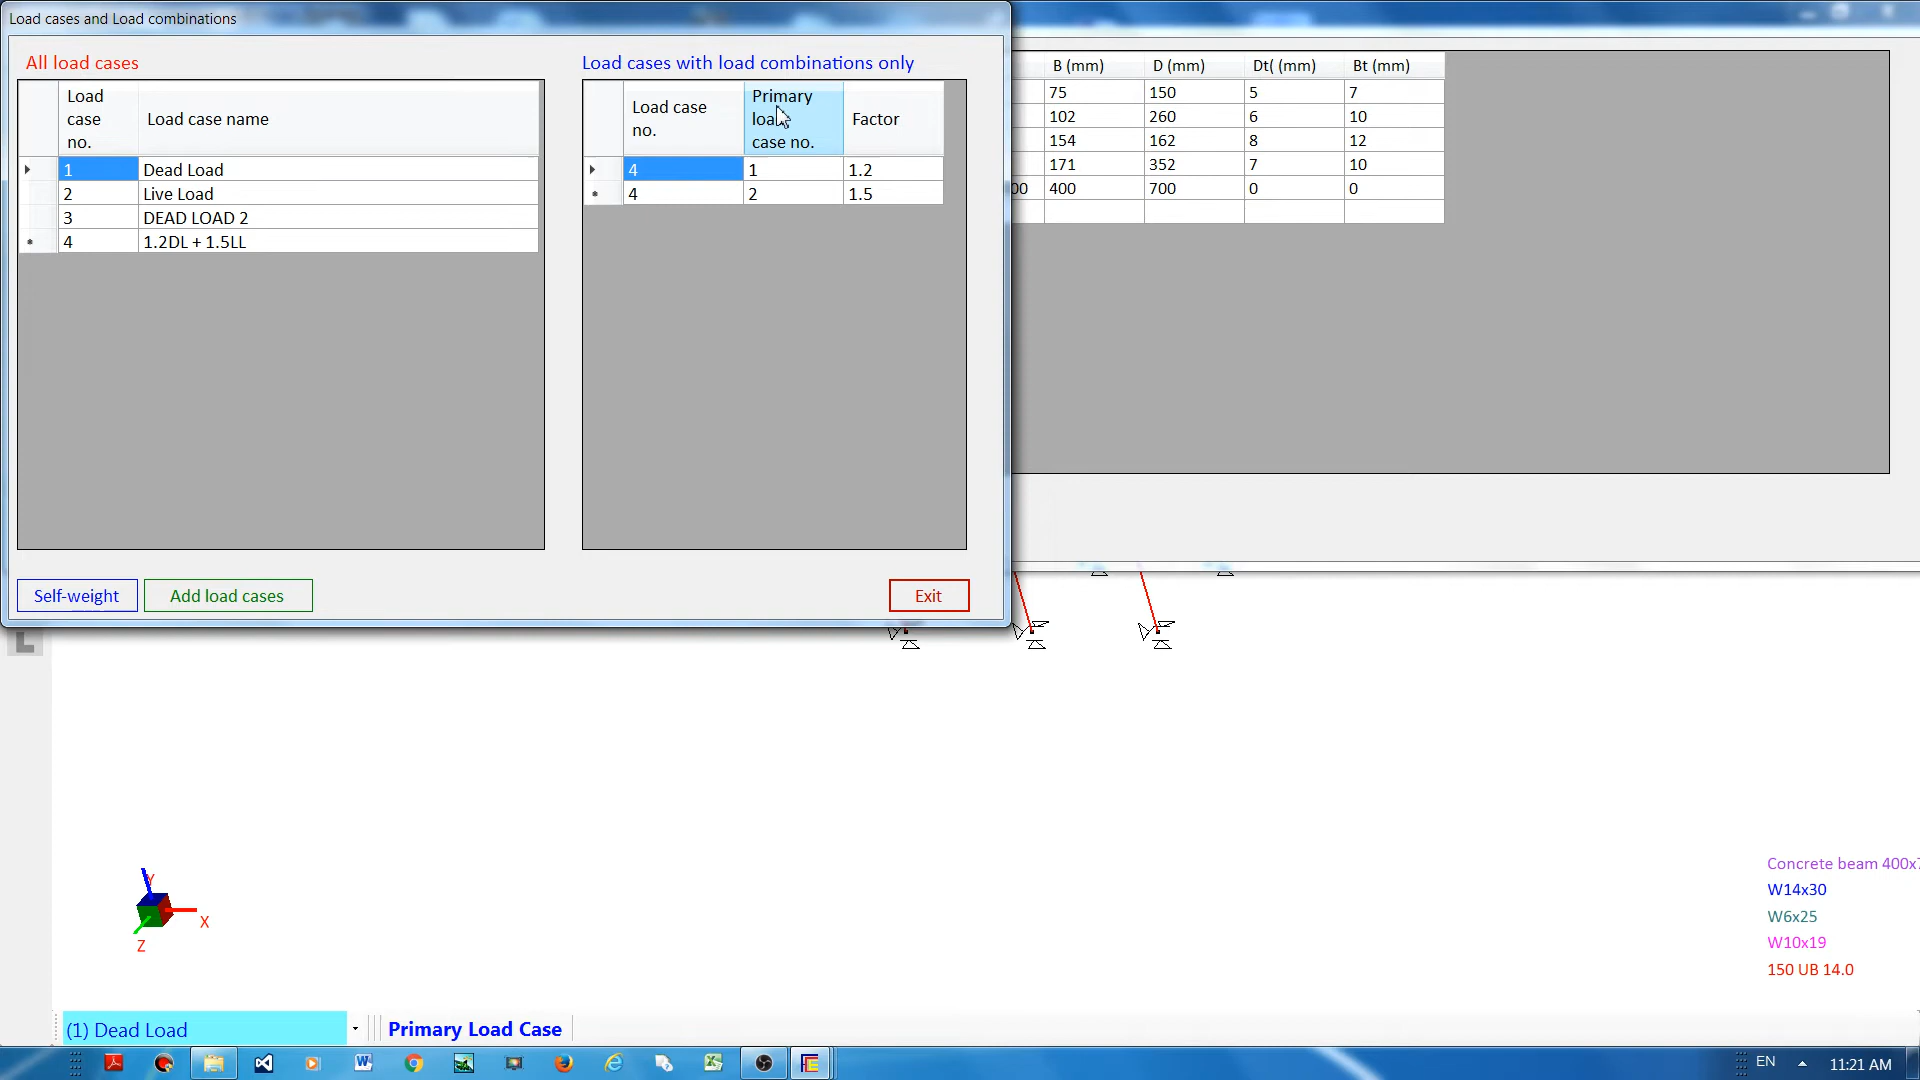 Load cases and Load combinations
All load cases
Load case no. Load case name
1 Dead Load
2 Live Load
3 DEAD LOAD 2
4 1.2DL + 1.5LL
Load cases with load combinations only
Load case no. Primary load case no. Factor
4 1 1.2
4 2 1.5
Self-weight Add load cases Exit
B (mm) D (mm) Dt( (mm) Bt (mm)
75 150 5 7
102 260 6 10
154 162 8 12
171 352 7 10
00 400 700 0 0
Y
X
Z
Concrete beam 400x7
W14x30
W6x25
W10x19
150 UB 14.0
(1) Dead Load Primary Load Case
EN 11:21 AM